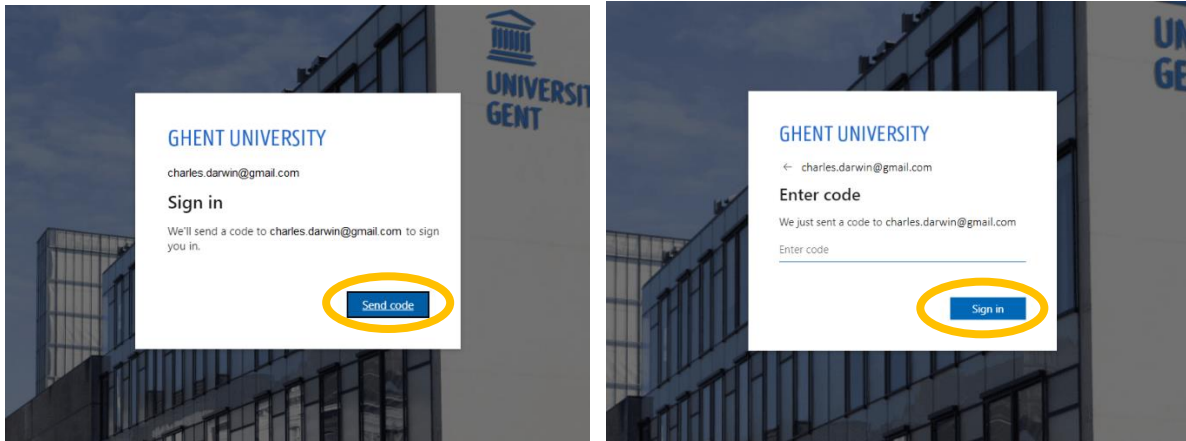 UNIVERSIT
GENT
GHENT UNIVERSITY
charles.darwin@gmail.com
Sign in
We'll send a code to charles.darwin@gmail.com to sign
you in.
Send code
UN
GE
GHENT UNIVERSITY
← charles.darwin@gmail.com
Enter code
We just sent a code to charles.darwin@gmail.com
Enter code
Sign in